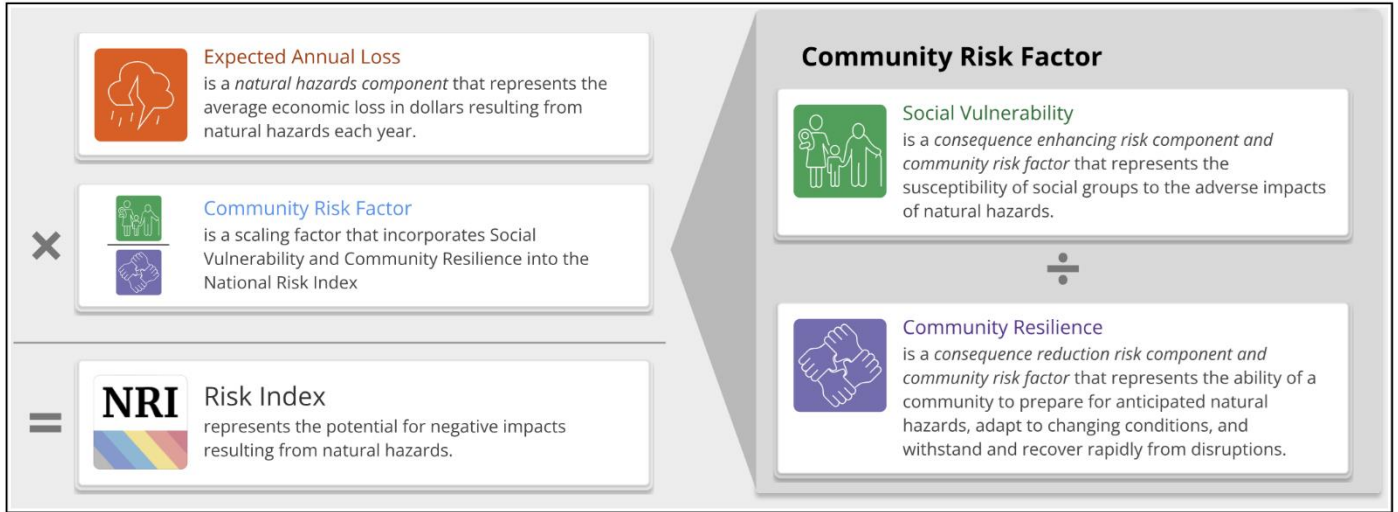 Expected Annual Loss
is a natural hazards component that represents the
average economic loss in dollars resulting from
natural hazards each year.
×
Community Risk Factor
is a scaling factor that incorporates Social
Vulnerability and Community Resilience into the
National Risk Index
=
NRI
Risk Index
represents the potential for negative impacts
resulting from natural hazards.
Community Risk Factor
Social Vulnerability
is a consequence enhancing risk component and
community risk factor that represents the
susceptibility of social groups to the adverse impacts
of natural hazards.
÷
Community Resilience
is a consequence reduction risk component and
community risk factor that represents the ability of a
community to prepare for anticipated natural
hazards, adapt to changing conditions, and
withstand and recover rapidly from disruptions.